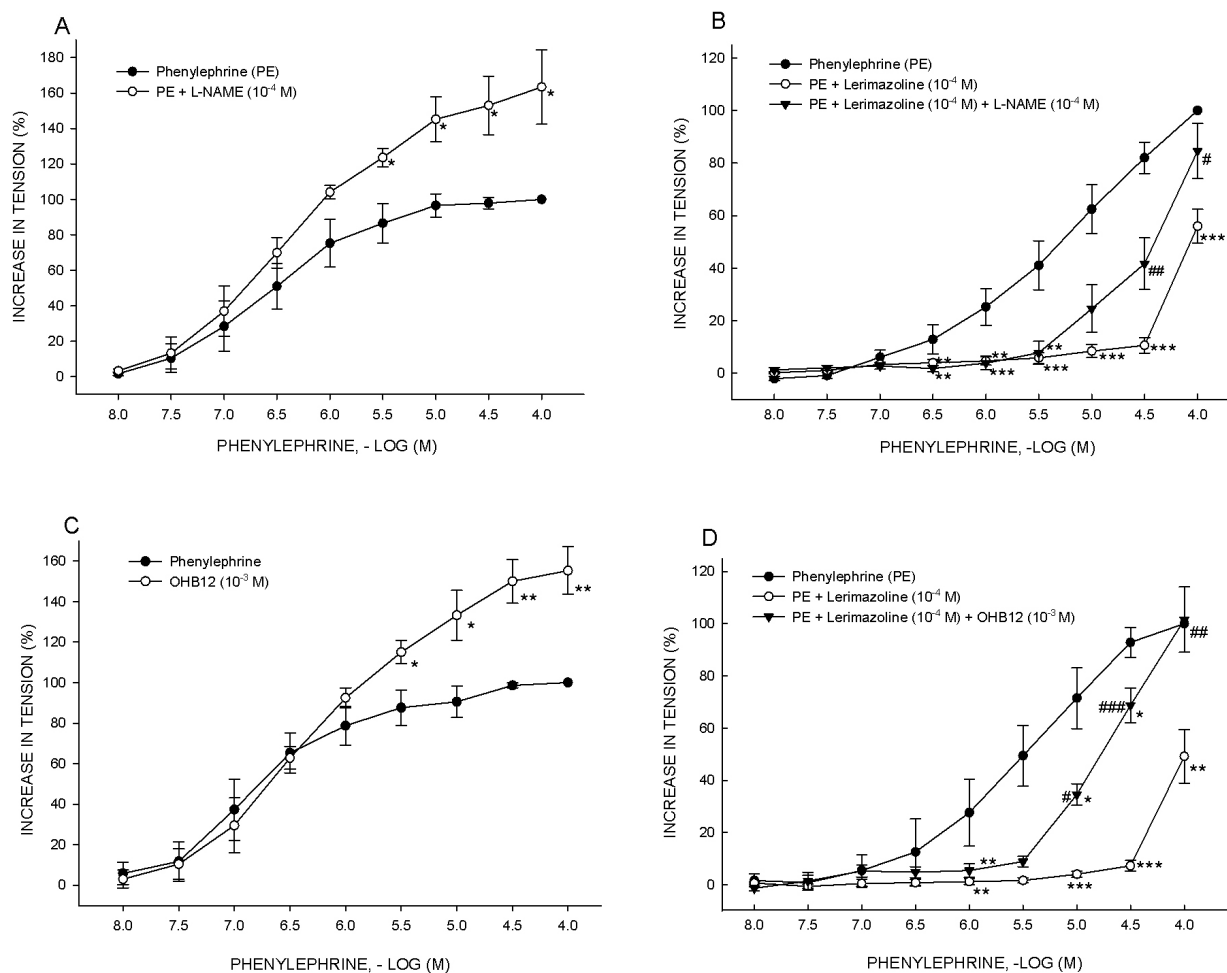 A
Phenylephrine (PE)
PE + L-NAME (10⁻⁴ M)
INCREASE IN TENSION (%)
160
140
120
100
80
60
40
20
0
*
*
*
*
8.0 7.5 7.0 6.5 6.0 5.5 5.0 4.5 4.0
PHENYLEPHRINE, - LOG (M)
B
Phenylephrine (PE)
PE + Lerimazoline (10⁻⁴ M)
PE + Lerimazoline (10⁻⁴ M) + L-NAME (10⁻⁴ M)
INCREASE IN TENSION (%)
120
100
80
60
40
20
0
#
***
##
** ** **
** *** *** *** ***
8.0 7.5 7.0 6.5 6.0 5.5 5.0 4.5 4.0
PHENYLEPHRINE, -LOG (M)
C
Phenylephrine
OHB12 (10⁻³ M)
INCREASE IN TENSION (%)
160
140
120
100
80
60
40
20
0
*
*
**
**
8.0 7.5 7.0 6.5 6.0 5.5 5.0 4.5 4.0
PHENYLEPHRINE, - LOG (M)
D
Phenylephrine (PE)
PE + Lerimazoline (10⁻⁴ M)
PE + Lerimazoline (10⁻⁴ M) + OHB12 (10⁻³ M)
INCREASE IN TENSION (%)
120
100
80
60
40
20
0
##
### *
**
# *
**
** *** ***
8.0 7.5 7.0 6.5 6.0 5.5 5.0 4.5 4.0
PHENYLEPHRINE, -LOG (M)